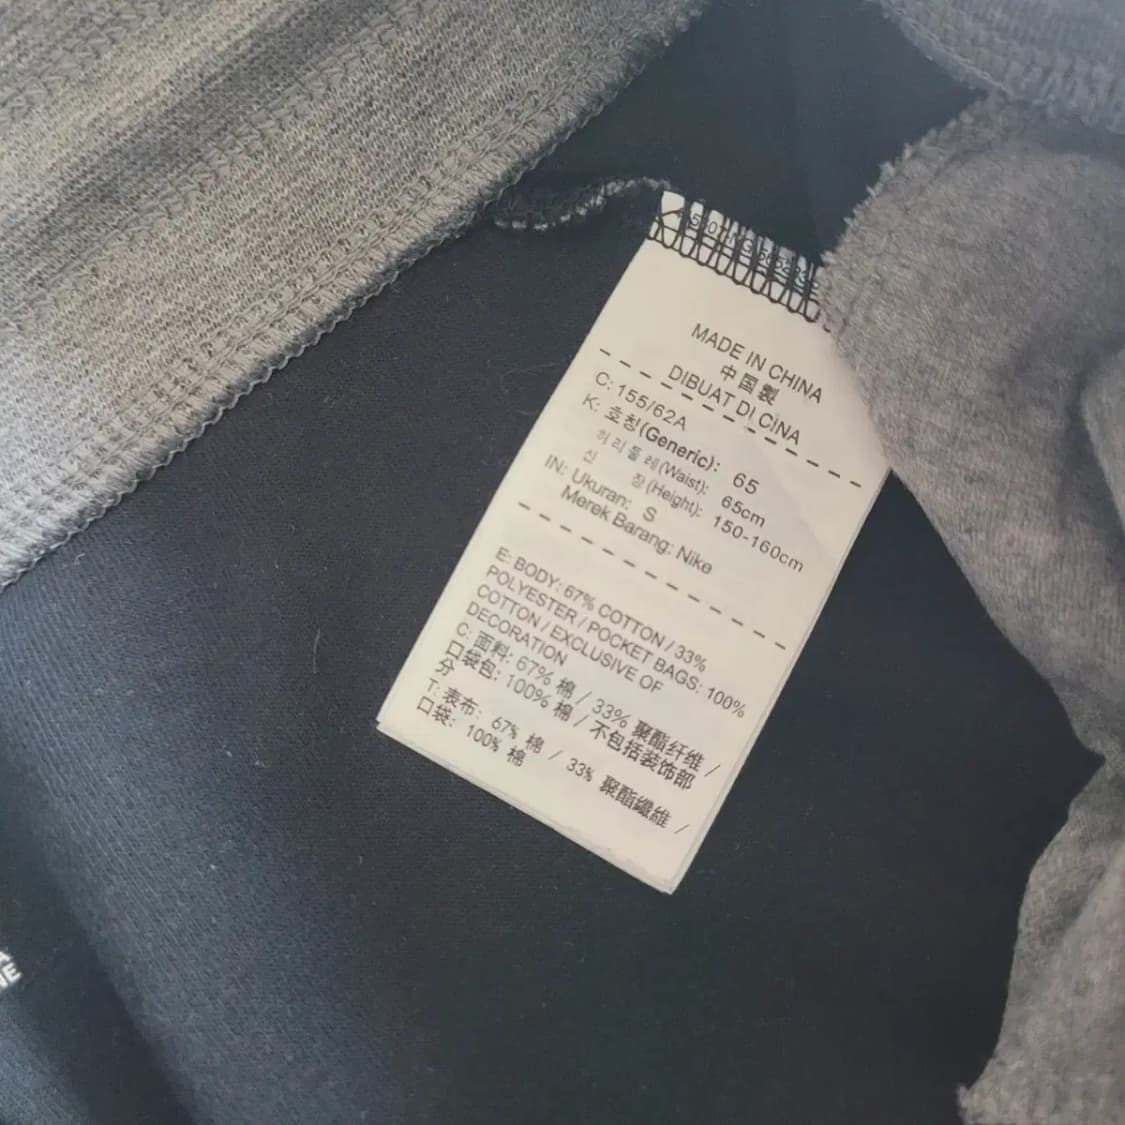 MADE IN CHINA
中国製
DIBUAT DI CINA
C: 155/62A
K: 호칭(Generic): 65
허리둘레(Waist): 65cm
신 장(Height): 150-160cm
IN: Ukuran: S
Merek Barang: Nike
E: BODY: 67% COTTON / 33%
POLYESTER / POCKET BAGS: 100%
COTTON / EXCLUSIVE OF
DECORATION
C: 面料: 67% 棉 / 33% 聚酯纤维 /
口袋包: 100% 棉 / 不包括装饰部
分
T: 表布: 67% 棉 / 33% 聚酯纖維 /
口袋: 100% 棉